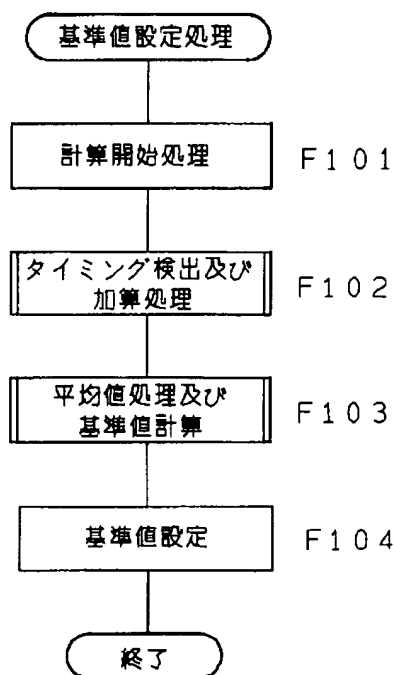 基準値設定処理
計算開始処理 F101
タイミング検出及び
加算処理 F102
平均値処理及び
基準値計算 F103
基準値設定 F104
終了